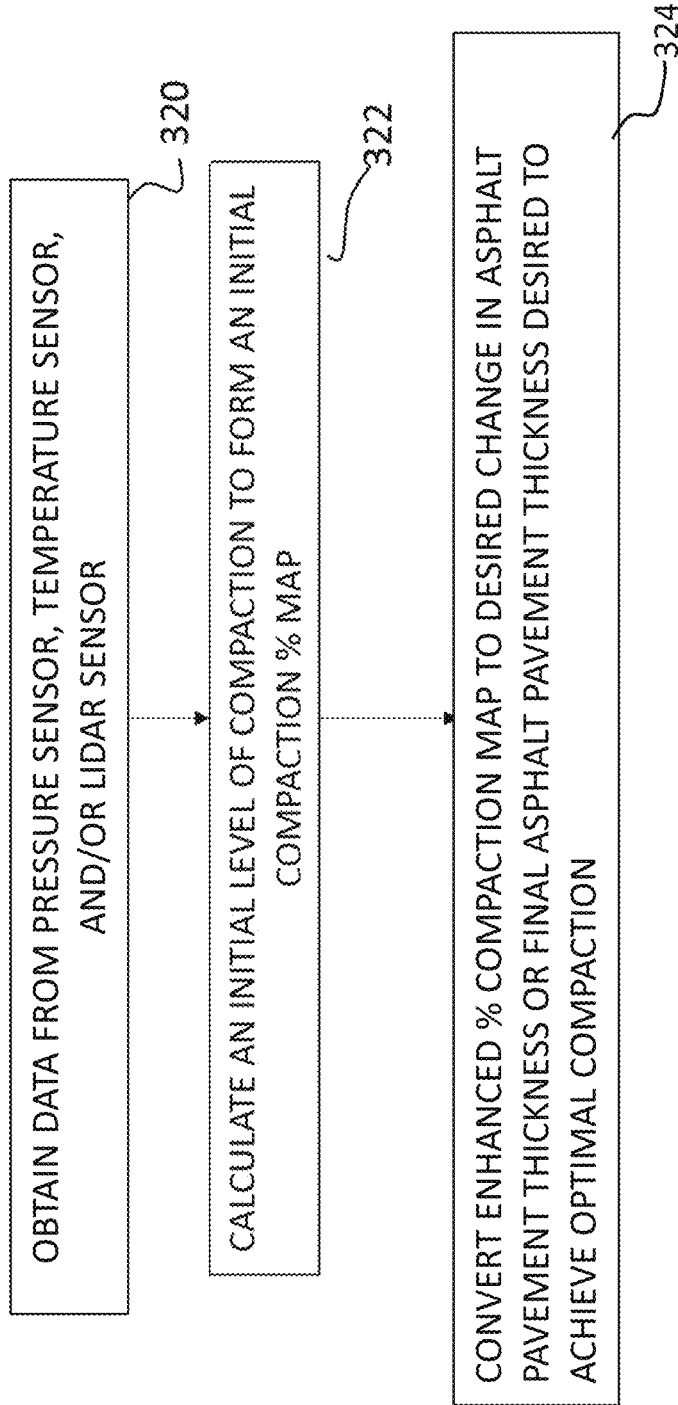 OBTAIN DATA FROM PRESSURE SENSOR, TEMPERATURE SENSOR,
AND/OR LIDAR SENSOR
320
CALCULATE AN INITIAL LEVEL OF COMPACTION TO FORM AN INITIAL
COMPACTION % MAP
322
CONVERT ENHANCED % COMPACTION MAP TO DESIRED CHANGE IN ASPHALT
PAVEMENT THICKNESS OR FINAL ASPHALT PAVEMENT THICKNESS DESIRED TO
ACHIEVE OPTIMAL COMPACTION
324